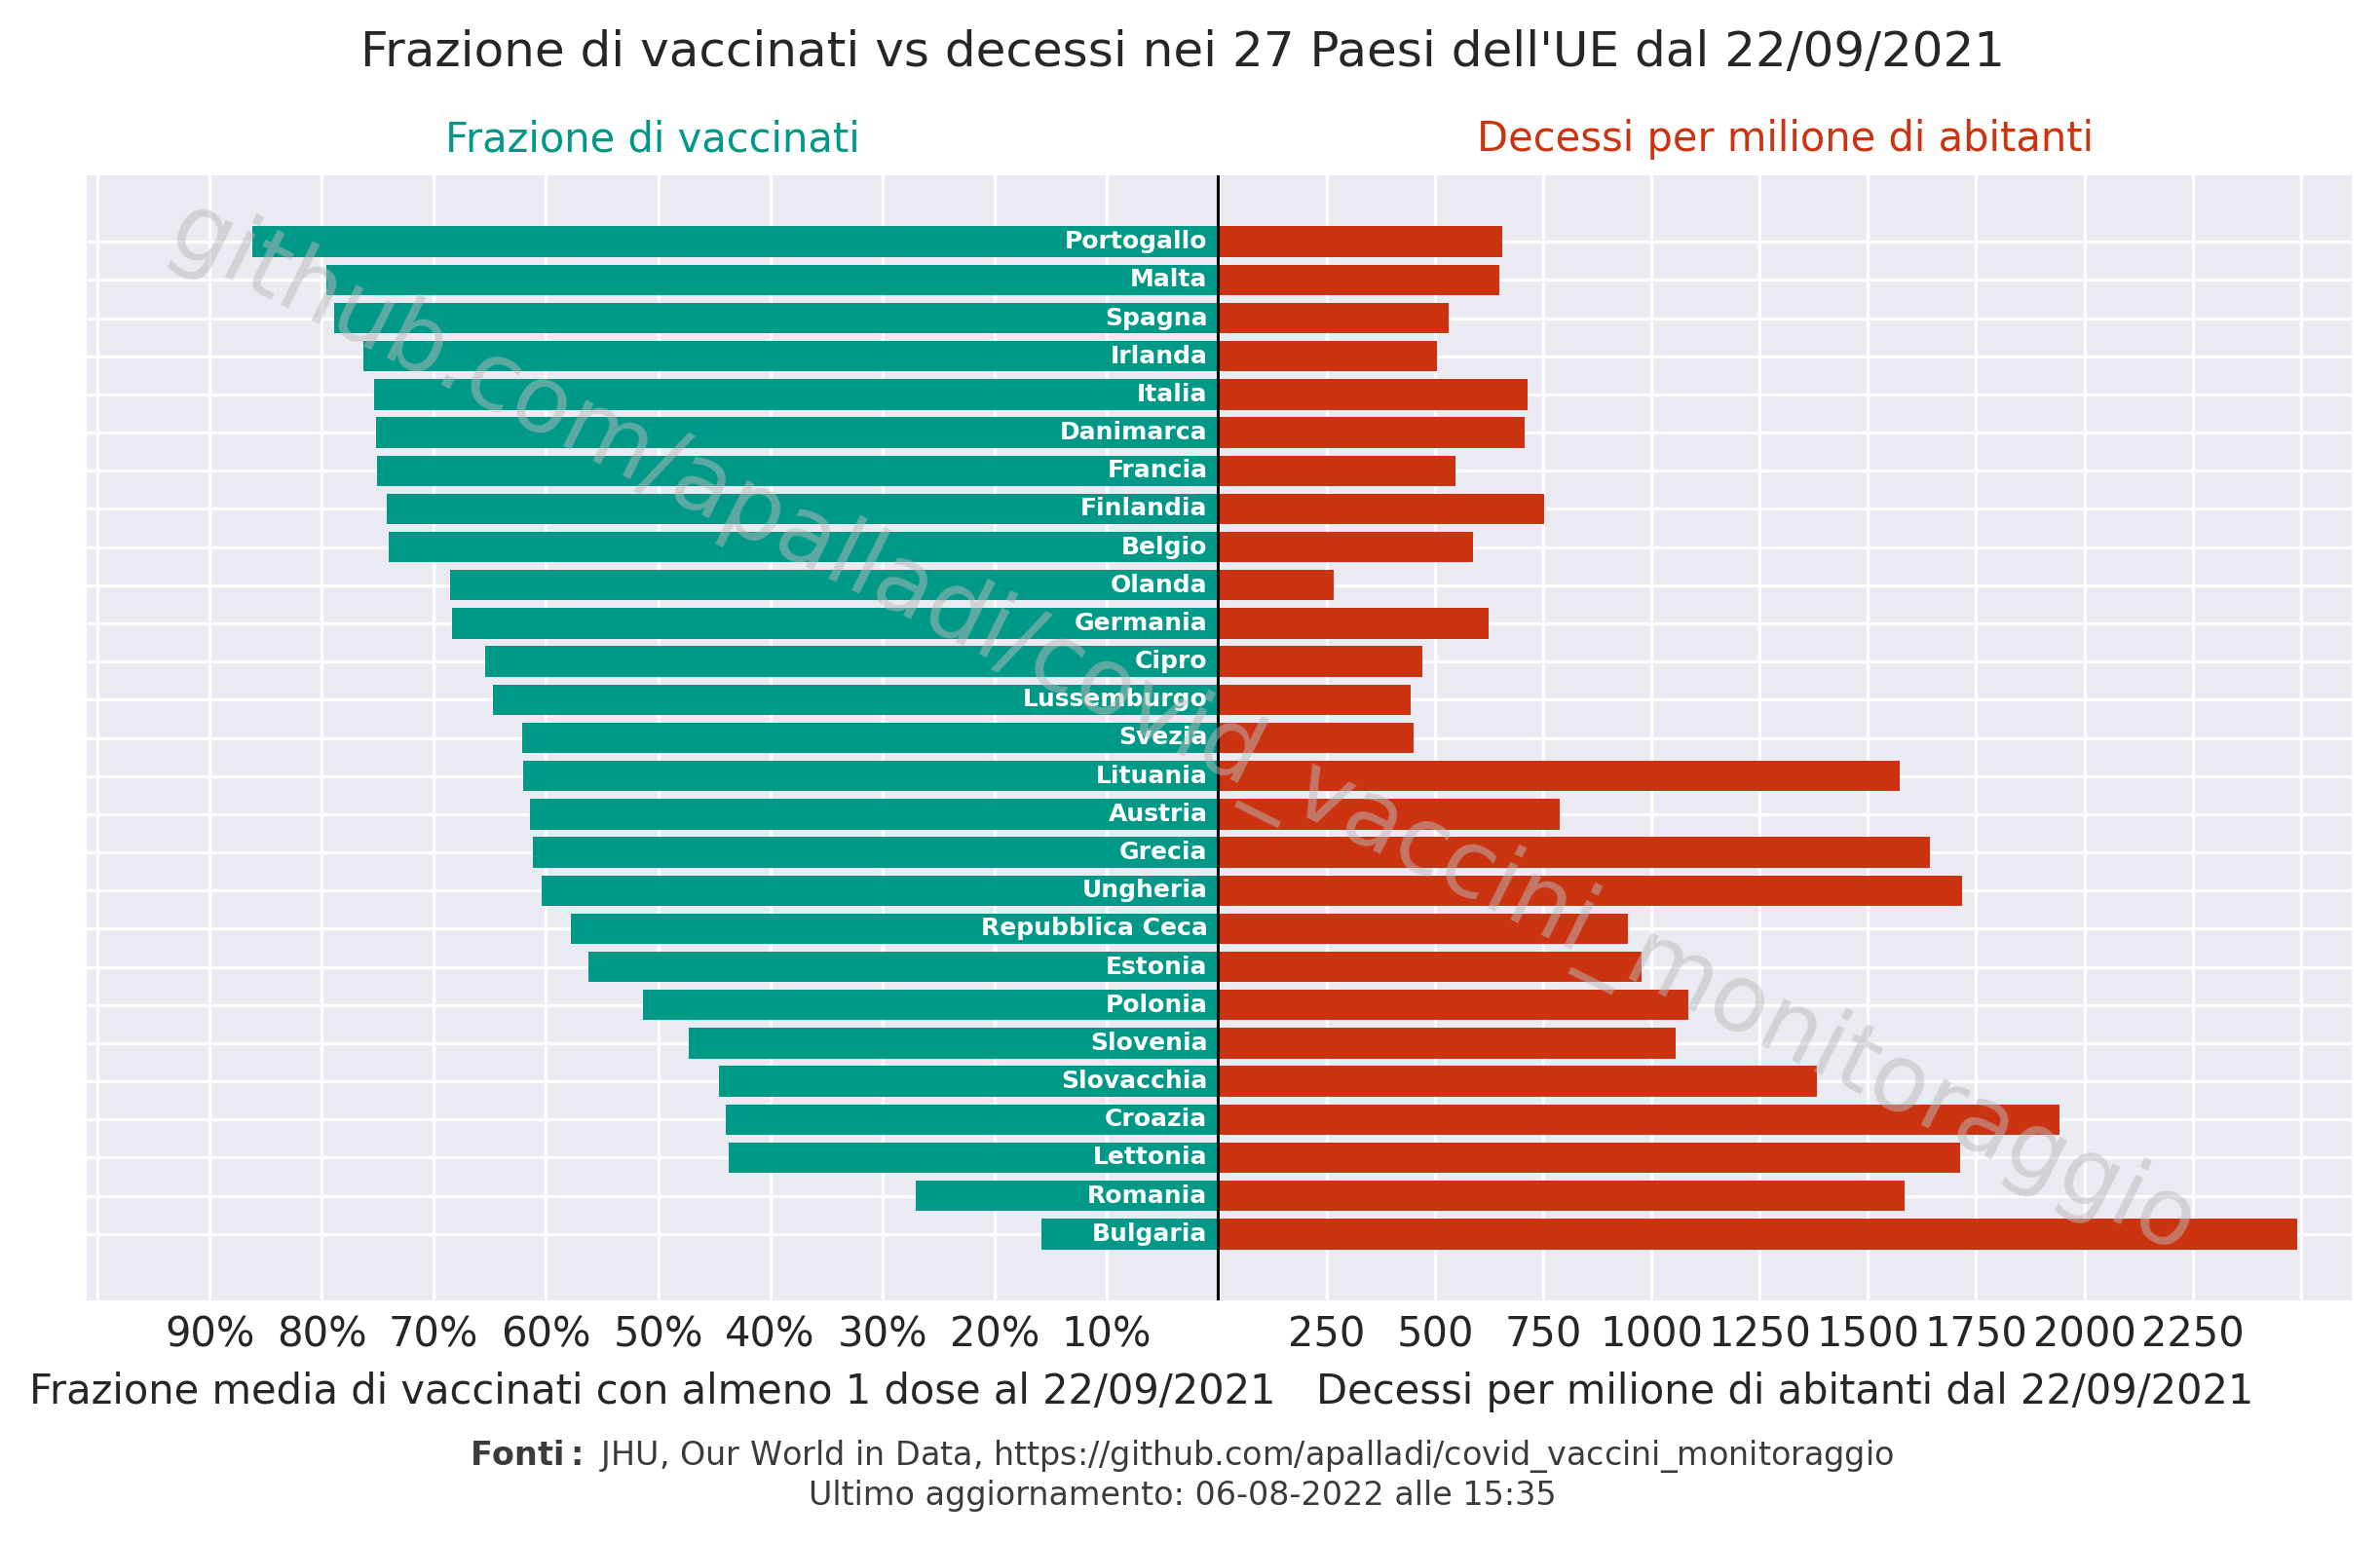 Frazione di vaccinati vs decessi nei 27 Paesi dell'UE dal 22/09/2021
Frazione di vaccinati
Decessi per milione di abitanti
Portogallo
Malta
Spagna
Irlanda
Italia
Danimarca
Francia
Finlandia
Belgio
Olanda
Germania
Cipro
Lussemburgo
Svezia
Lituania
Austria
Grecia
Ungheria
Repubblica Ceca
Estonia
Polonia
Slovenia
Slovacchia
Croazia
Lettonia
Romania
Bulgaria
github.com/apalladi/covid_vaccini_monitoraggio
90% 80% 70% 60% 50% 40% 30% 20% 10% 250 500 750 1000 1250 1500 1750 2000 2250
Frazione media di vaccinati con almeno 1 dose al 22/09/2021
Decessi per milione di abitanti dal 22/09/2021
Fonti: JHU, Our World in Data, https://github.com/apalladi/covid_vaccini_monitoraggio
Ultimo aggiornamento: 06-08-2022 alle 15:35